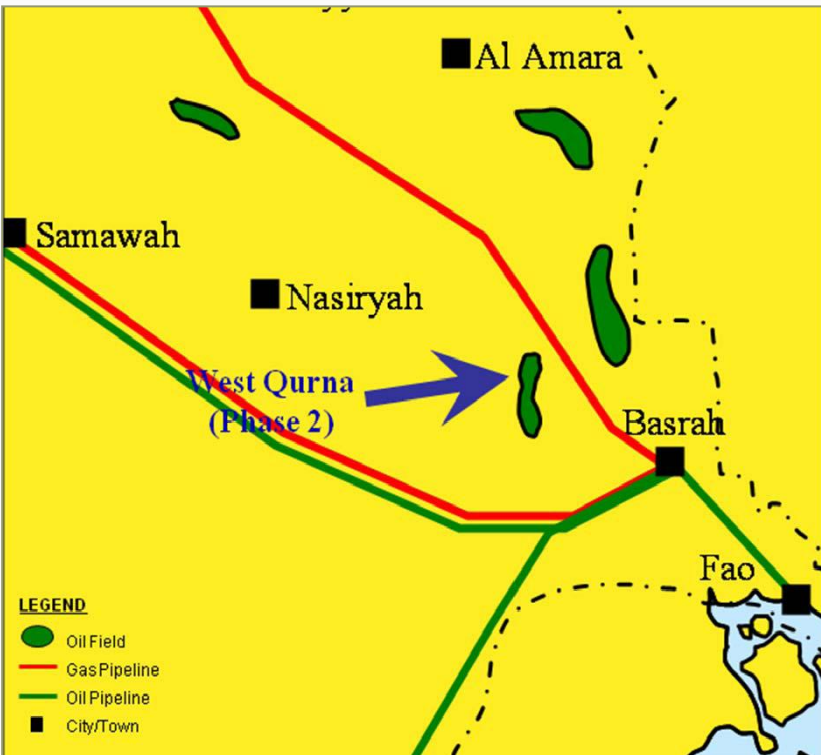 Al Amara
Samawah
Nasiryah
West Qurna
(Phase 2)
Basrah
Fao
LEGEND
Oil Field
Gas Pipeline
Oil Pipeline
City/Town